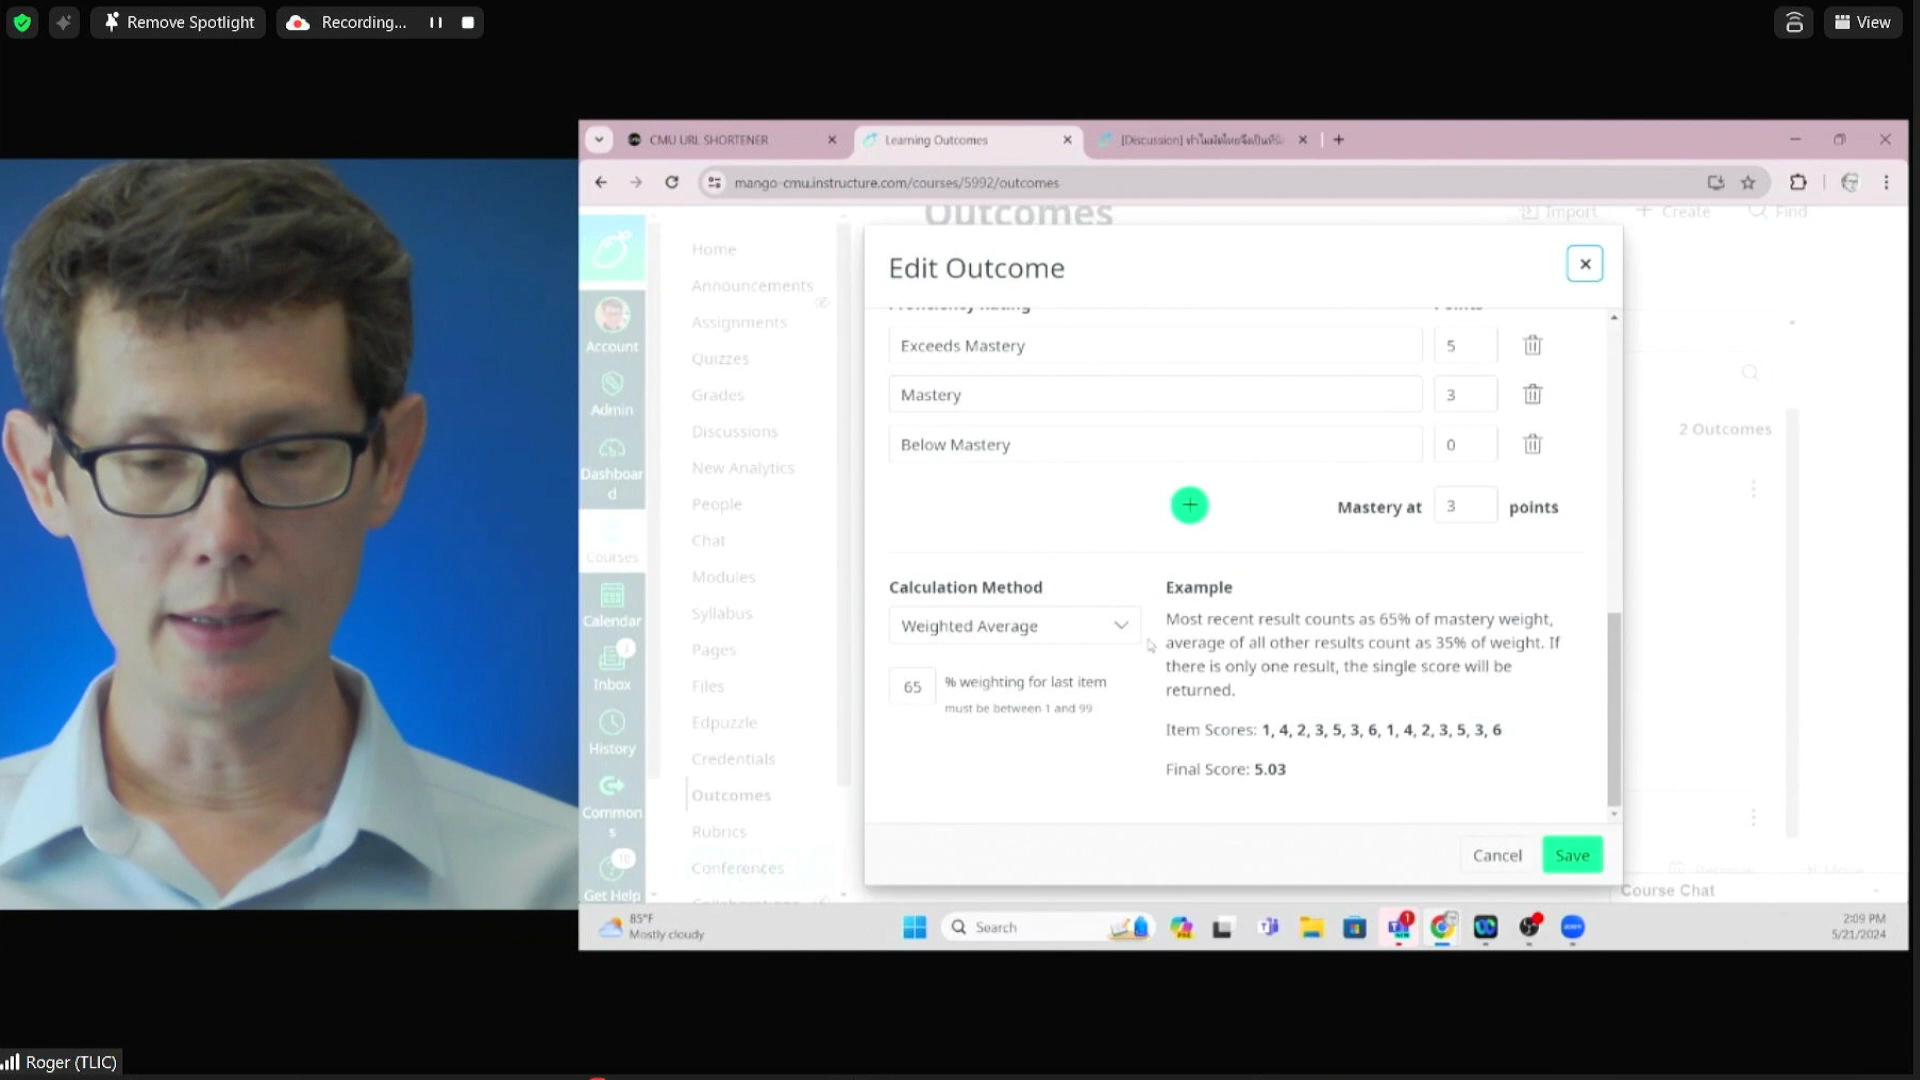 Remove Spotlight
Recording...
View
CMU URL SHORTENER
Learning Outcomes
mango-cmu.instructure.com/courses/5992/outcomes
Outcomes
Import
Create
Find
Home
Announcements
Assignments
Quizzes
Grades
Discussions
New Analytics
People
Chat
Modules
Syllabus
Pages
Files
Edpuzzle
Credentials
Outcomes
Rubrics
Conferences
Account
Admin
Dashboar
d
Courses
Calendar
Inbox
History
Common
s
10
Get Help
Edit Outcome
Proficiency Rating
Points
Exceeds Mastery
5
Mastery
3
Below Mastery
0
Mastery at 3 points
Calculation Method
Weighted Average
65 % weighting for last item
must be between 1 and 99
Example
Most recent result counts as 65% of mastery weight,
average of all other results count as 35% of weight. If
there is only one result, the single score will be
returned.
Item Scores: 1, 4, 2, 3, 5, 3, 6, 1, 4, 2, 3, 5, 3, 6
Final Score: 5.03
Cancel
Save
2 Outcomes
Course Chat
85°F
Mostly cloudy
Search
2:09 PM
5/21/2024
Roger (TLIC)